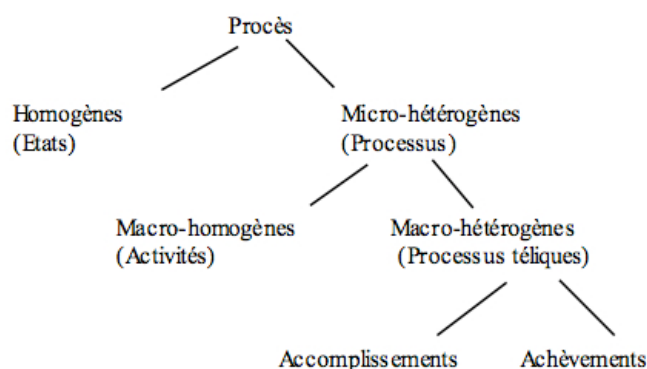 Procès
Homogènes
(Etats)
Micro-hétérogènes
(Processus)
Macro-homogènes
(Activités)
Macro-hétérogènes
(Processus téliques)
Accomplissements
Achèvements